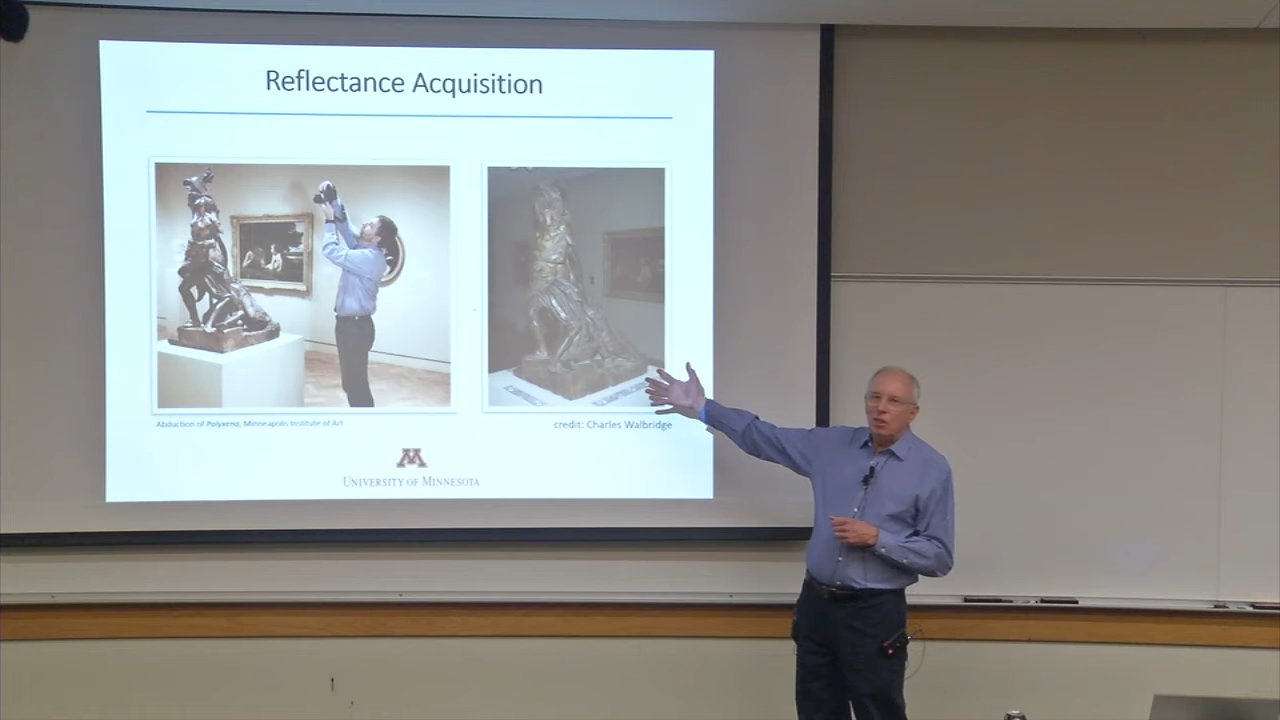 Reflectance Acquisition
Abduction of Polyxena, Minneapolis Institute of Art
credit: Charles Walbridge
M
UNIVERSITY OF MINNESOTA